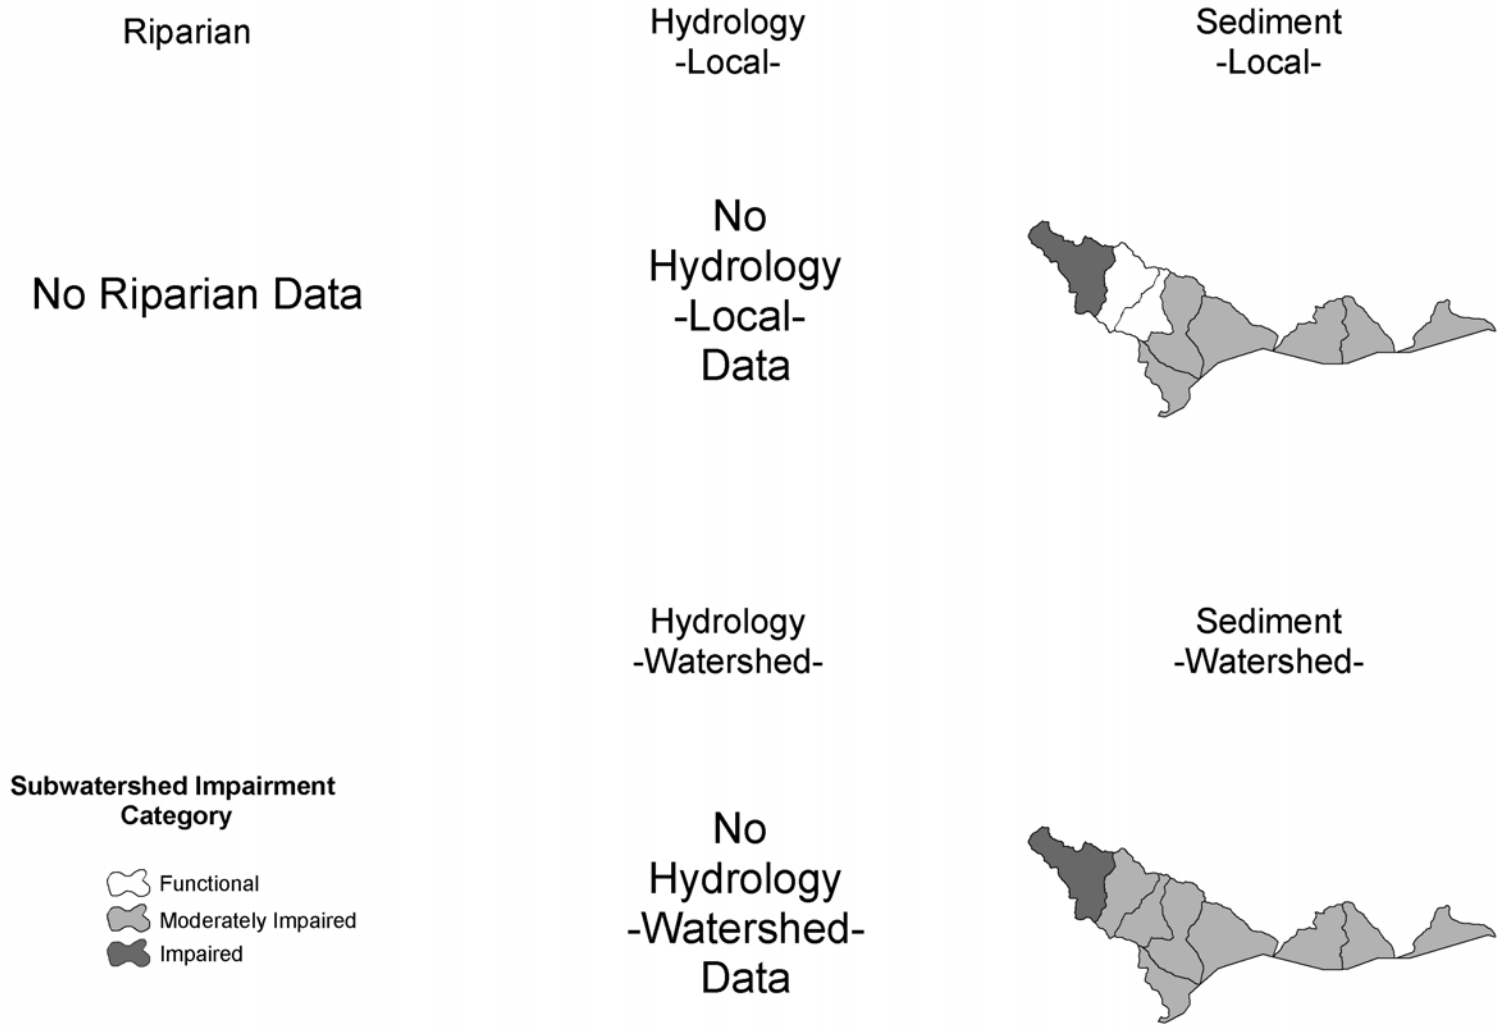 Riparian
Hydrology
-Local-
Sediment
-Local-
No Riparian Data
No
Hydrology
-Local-
Data
Hydrology
-Watershed-
Sediment
-Watershed-
Subwatershed Impairment
Category
Functional
Moderately Impaired
Impaired
No
Hydrology
-Watershed-
Data